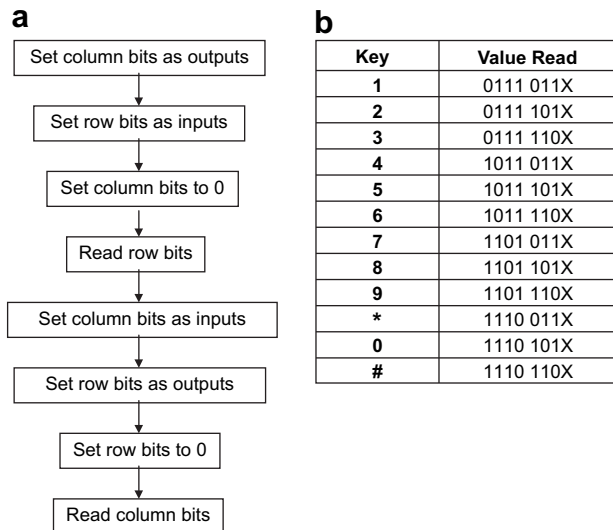 a
Set column bits as outputs
Set row bits as inputs
Set column bits to 0
Read row bits
Set column bits as inputs
Set row bits as outputs
Set row bits to 0
Read column bits
b
Key Value Read
1 0111 011X
2 0111 101X
3 0111 110X
4 1011 011X
5 1011 101X
6 1011 110X
7 1101 011X
8 1101 101X
9 1101 110X
* 1110 011X
0 1110 101X
# 1110 110X